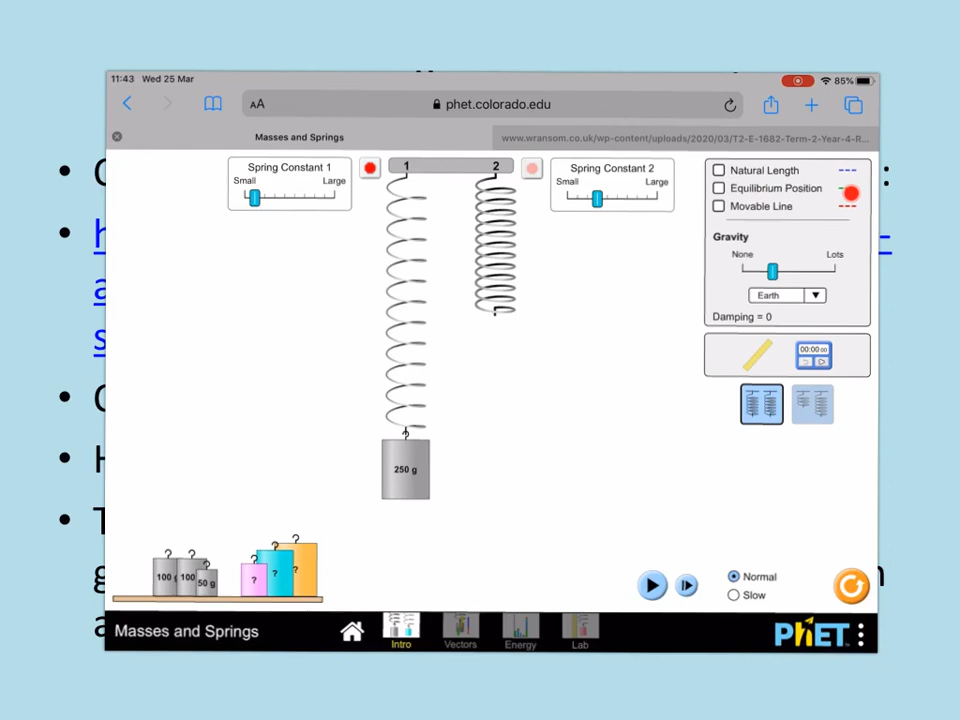 11:43 Wed 25 Mar
85%
AA
phet.colorado.edu
Masses and Springs
www.wransom.co.uk/wp-content/uploads/2020/03/T2-E-1682-Term-2-Year-4-R...
Spring Constant 1
Small Large
1
2
Spring Constant 2
Small Large
Natural Length
Equilibrium Position
Movable Line
Gravity
None Lots
Earth
Damping = 0
00:00
250 g
100
100
50 g
?
?
?
Normal
Slow
Masses and Springs
Intro
Vectors
Energy
Lab
PhET